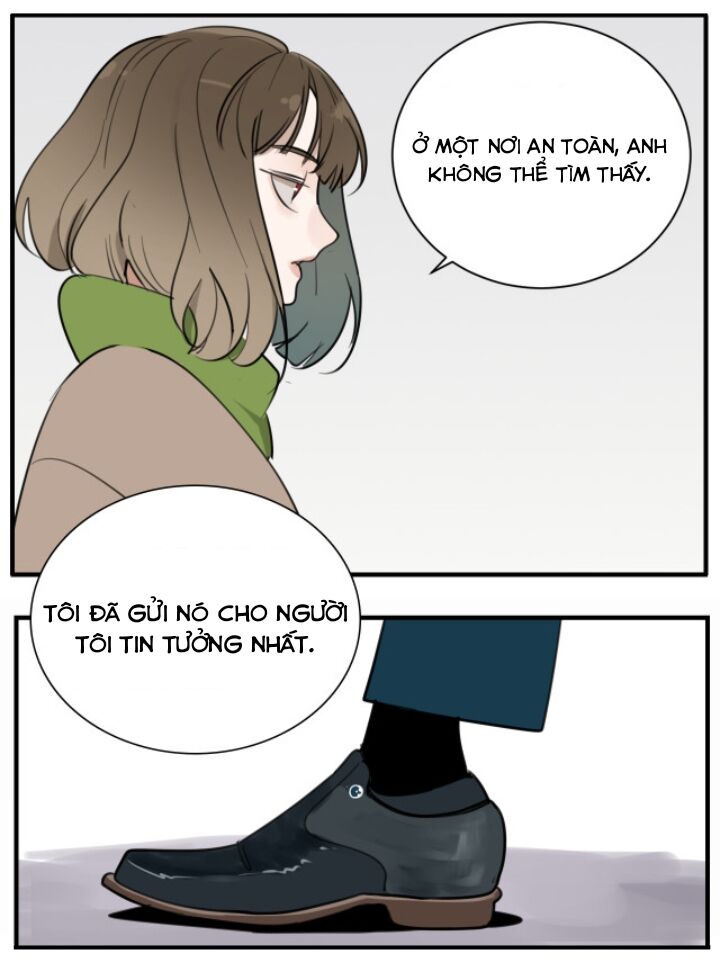 Ở MỘT NƠI AN TOÀN, ANH
KHÔNG THỂ TÌM THẤY.
TÔI ĐÃ GỬI NÓ CHO NGƯỜI
TÔI TIN TƯỞNG NHẤT.